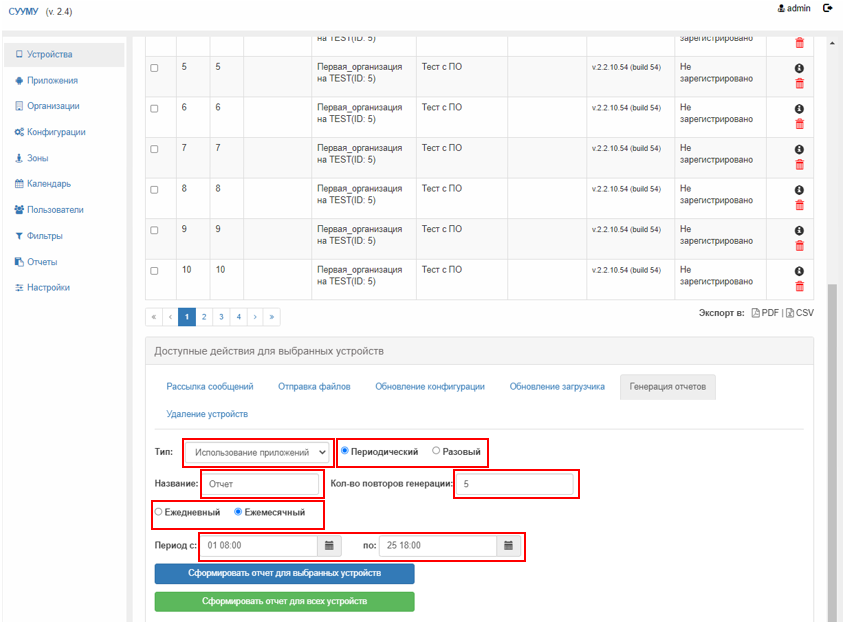 СУУМУ (v. 2.4) admin
Устройства
Приложения
Организации
Конфигурации
Зоны
Календарь
Пользователи
Фильтры
Отчеты
Настройки
на TEST(ID: 5) зарегистрировано
5 5 Первая_организация Тест с ПО v.2.2.10.54 (build 54) Не
на TEST(ID: 5) зарегистрировано
6 6 Первая_организация Тест с ПО v.2.2.10.54 (build 54) Не
на TEST(ID: 5) зарегистрировано
7 7 Первая_организация Тест с ПО v.2.2.10.54 (build 54) Не
на TEST(ID: 5) зарегистрировано
8 8 Первая_организация Тест с ПО v.2.2.10.54 (build 54) Не
на TEST(ID: 5) зарегистрировано
9 9 Первая_организация Тест с ПО v.2.2.10.54 (build 54) Не
на TEST(ID: 5) зарегистрировано
10 10 Первая_организация Тест с ПО v.2.2.10.54 (build 54) Не
на TEST(ID: 5) зарегистрировано
« ‹ 1 2 3 4 › » Экспорт в: PDF | CSV
Доступные действия для выбранных устройств
Рассылка сообщений Отправка файлов Обновление конфигурации Обновление загрузчика Генерация отчетов
Удаление устройств
Тип: Использование приложений Периодический Разовый
Название: Отчет Кол-во повторов генерации: 5
Ежедневный Ежемесячный
Период с: 01 08:00 по: 25 18:00
Сформировать отчет для выбранных устройств
Сформировать отчет для всех устройств